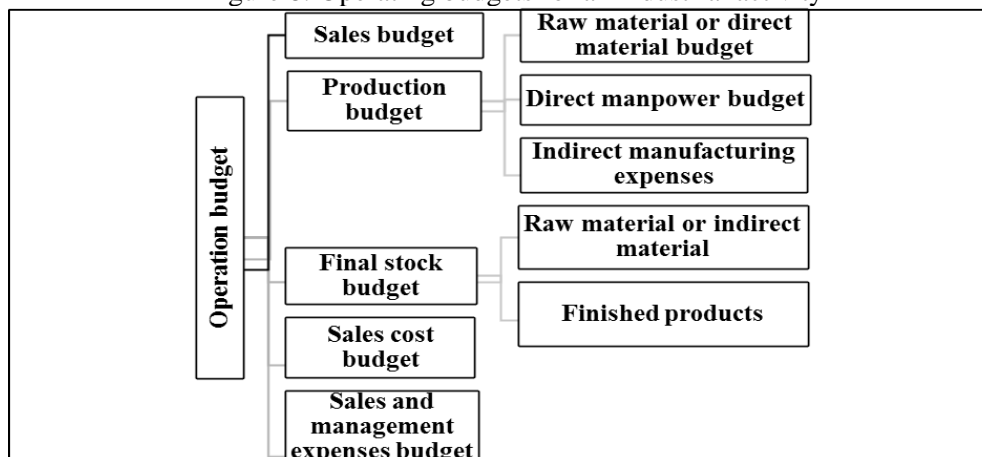 Sales budget
Raw material or direct
material budget
Production
budget
Direct manpower budget
Indirect manufacturing
expenses
Operation budget
Raw material or indirect
material
Final stock
budget
Finished products
Sales cost
budget
Sales and
management
expenses budget